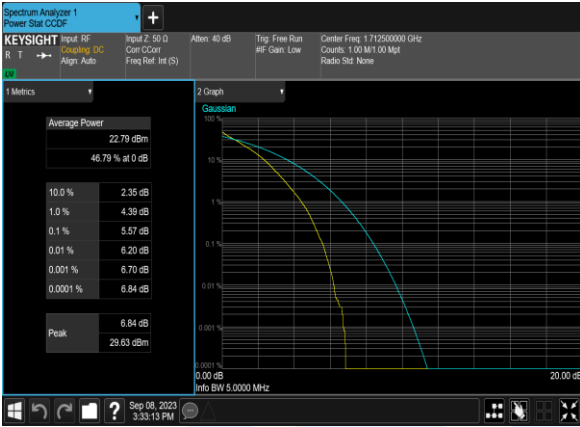 Spectrum Analyzer 1
Power Stat CCDF
+
KEYSIGHT
R T
LV
Input: RF
Coupling: DC
Align: Auto
Input Z: 50 Ω
Corr CCorr
Freq Ref: Int (S)
Atten: 40 dB
Trig: Free Run
#IF Gain: Low
Center Freq: 1.712500000 GHz
Counts: 1.00 M/1.00 Mpt
Radio Std: None
1 Metrics
Average Power
22.79 dBm
46.79 % at 0 dB
10.0 % 2.35 dB
1.0 % 4.39 dB
0.1 % 5.57 dB
0.01 % 6.20 dB
0.001 % 6.70 dB
0.0001 % 6.84 dB
Peak
6.84 dB
29.63 dBm
2 Graph
Gaussian
100 %
10 %
1 %
0.1 %
0.01 %
0.001 %
0.0001 %
0.00 dB
20.00 dB
Info BW 5.0000 MHz
?
Sep 08, 2023
3:33:13 PM